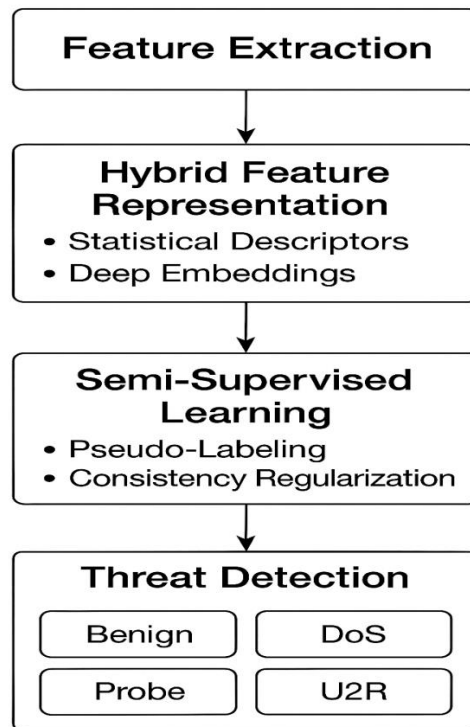 Feature Extraction
Hybrid Feature
Representation
• Statistical Descriptors
• Deep Embeddings
Semi-Supervised
Learning
• Pseudo-Labeling
• Consistency Regularization
Threat Detection
Benign
DoS
Probe
U2R